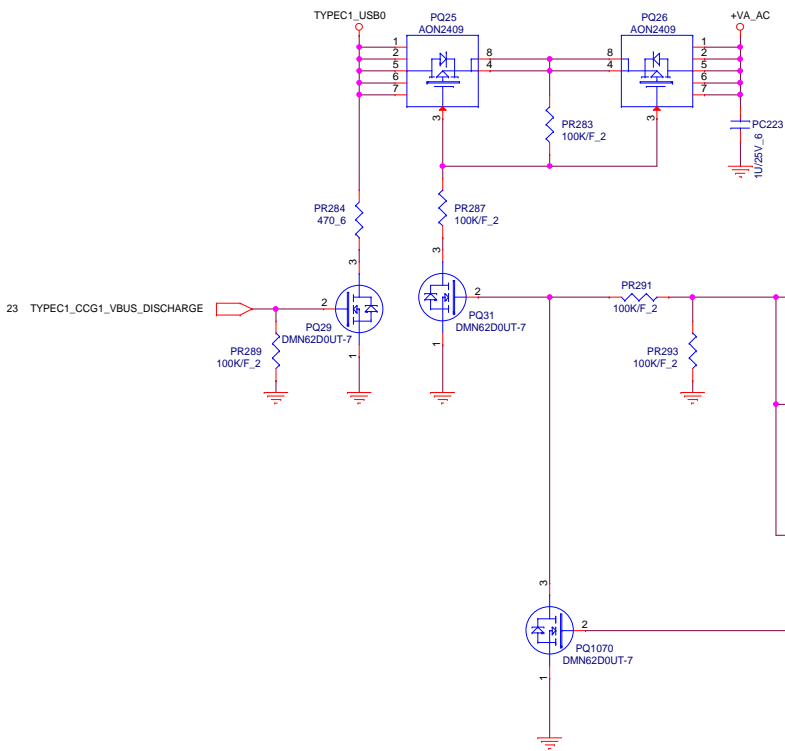 TYPEC1_USB0
PQ25
AON2409
PQ26
AON2409
+VA_AC
1
2
5
6
7
8
4
3
8
4
1
2
5
6
7
3
PR283
100K/F_2
PC223
1U/25V_6
PR284
470_6
PR287
100K/F_2
3
3
23 TYPEC1_CCG1_VBUS_DISCHARGE
2
2
PQ29
DMN62D0UT-7
PQ31
DMN62D0UT-7
PR291
100K/F_2
1
1
PR289
100K/F_2
PR293
100K/F_2
3
2
PQ1070
DMN62D0UT-7
1